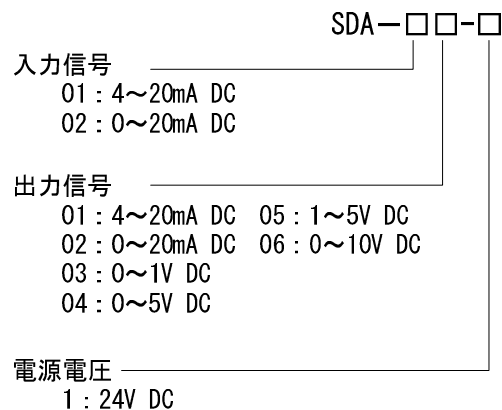 SDA－□□-□
入力信号
01：4～20mA DC
02：0～20mA DC
出力信号
01：4～20mA DC 05：1～5V DC
02：0～20mA DC 06：0～10V DC
03：0～1V DC
04：0～5V DC
電源電圧
1：24V DC